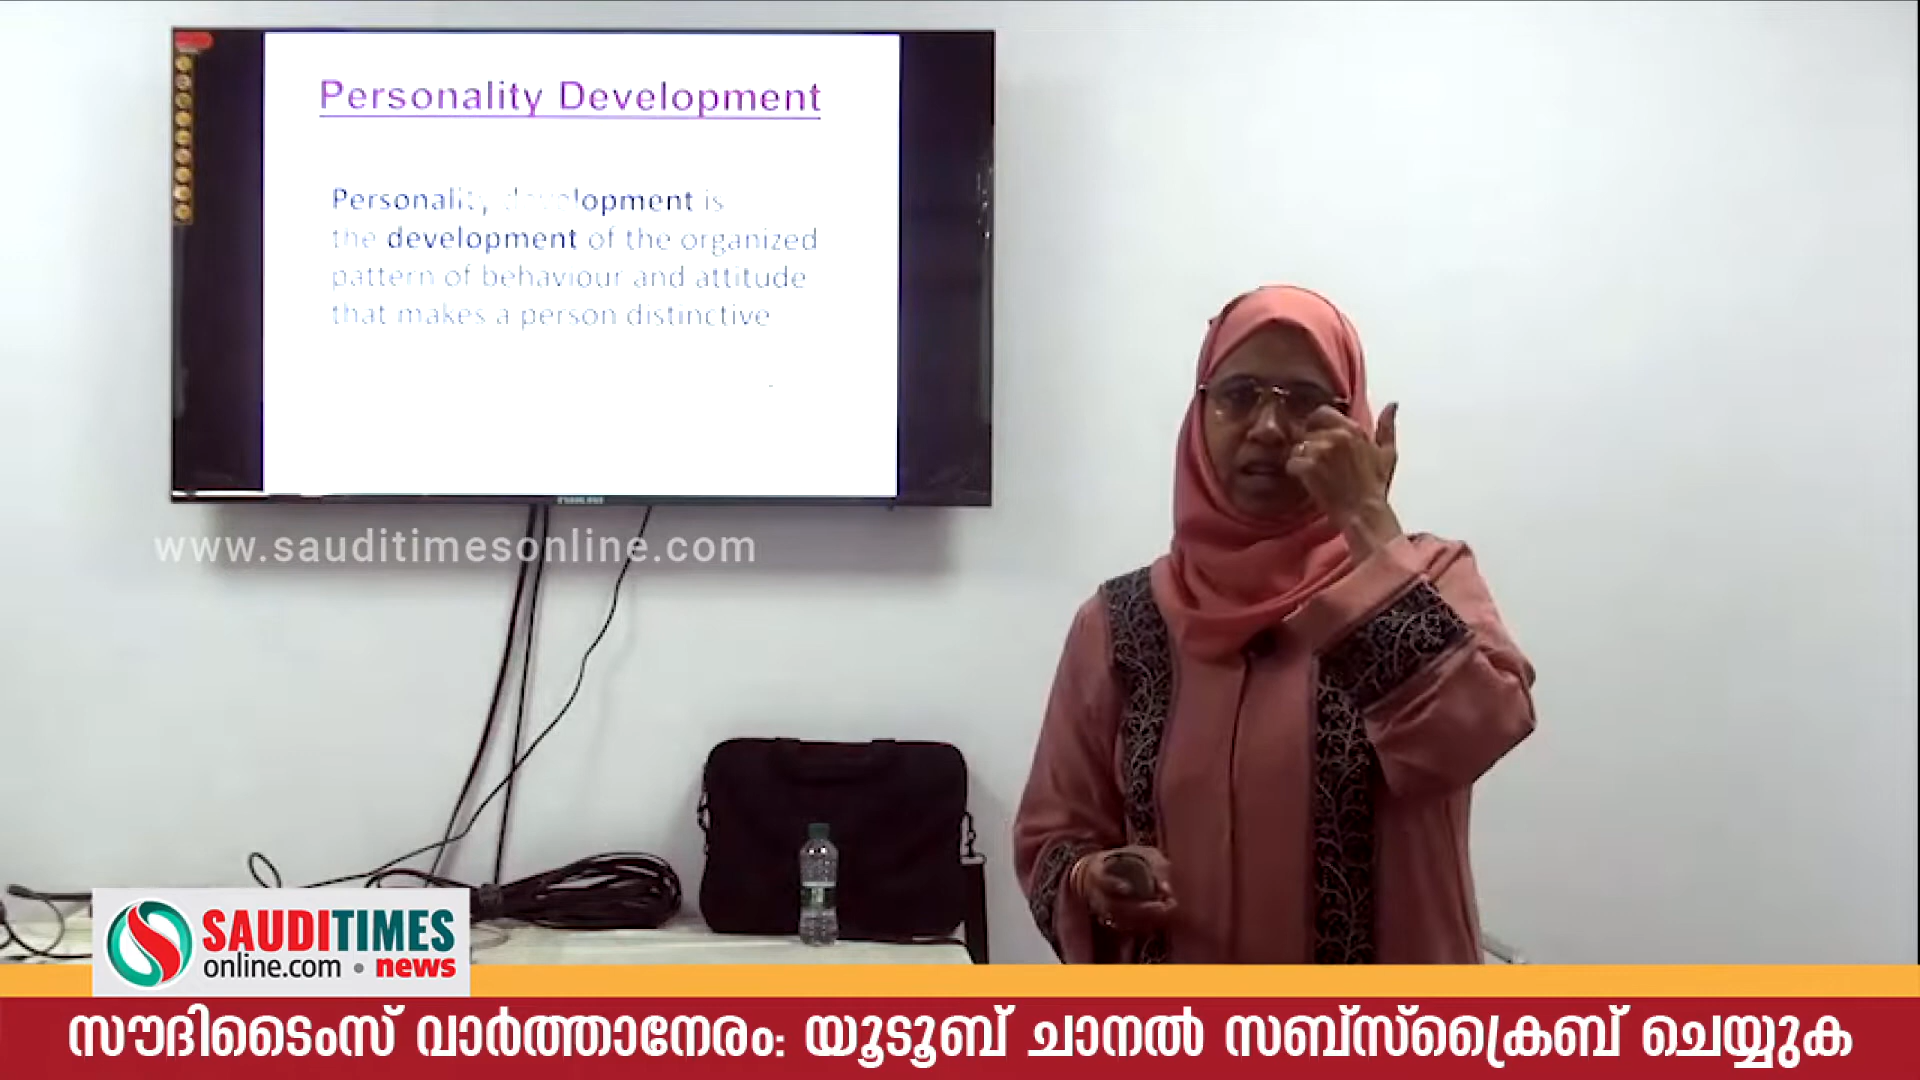 Personality Development
Personality development is
the development of the organized
pattern of behaviour and attitude
that makes a person distinctive
www.sauditimesonline.com
SAUDITIMES
online.com • news
സൗദിടൈംസ് വാർത്താനേരം: യൂടൂബ് ചാനൽ സബ്സ്ക്രൈബ് ചെയ്യുക